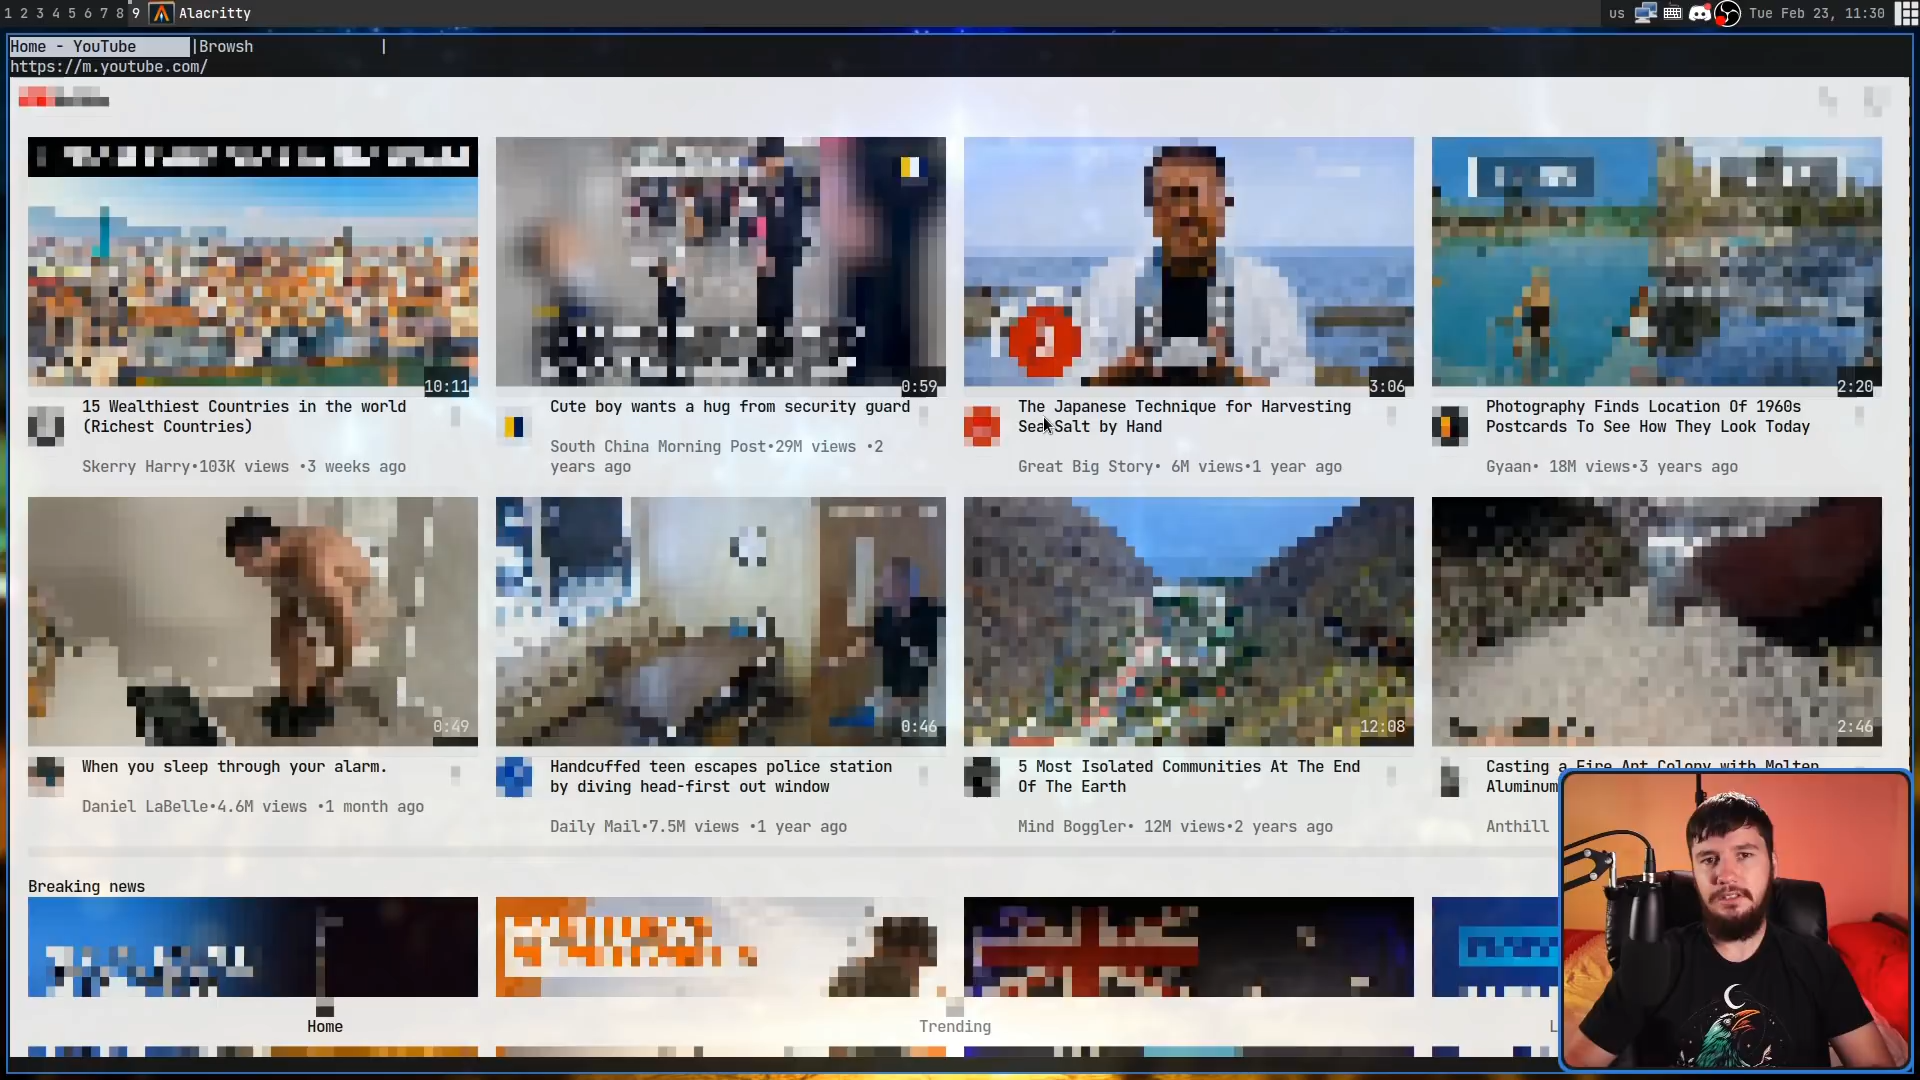 1 2 3 4 5 6 7 8 9 Alacritty us Tue Feb 23, 11:30
Home - YouTube |Browsh |
https://m.youtube.com/
10:11
0:59
3:06
2:20
15 Wealthiest Countries in the world
(Richest Countries)
Skerry Harry•103K views •3 weeks ago
Cute boy wants a hug from security guard
South China Morning Post•29M views •2
years ago
The Japanese Technique for Harvesting
Sea Salt by Hand
Great Big Story• 6M views•1 year ago
Photography Finds Location Of 1960s
Postcards To See How They Look Today
Gyaan• 18M views•3 years ago
0:49
0:46
12:08
2:46
When you sleep through your alarm.
Daniel LaBelle•4.6M views •1 month ago
Handcuffed teen escapes police station
by diving head-first out window
Daily Mail•7.5M views •1 year ago
5 Most Isolated Communities At The End
Of The Earth
Mind Boggler• 12M views•2 years ago
Casting a Fire Ant Colony with Molten
Aluminum
Anthill
Breaking news
Home
Trending